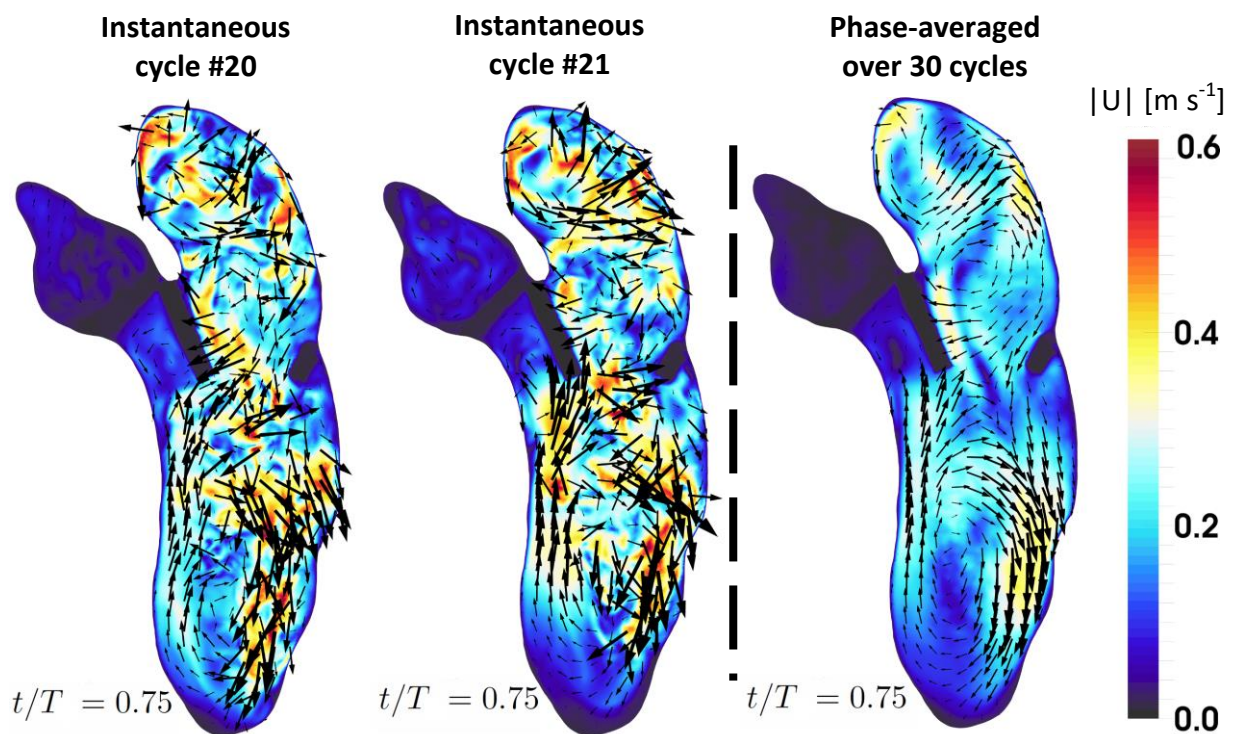 Instantaneous
cycle #20
Instantaneous
cycle #21
Phase-averaged
over 30 cycles
|U| [m s⁻¹]
0.6
0.4
0.2
0.0
t/T = 0.75
t/T = 0.75
t/T = 0.75